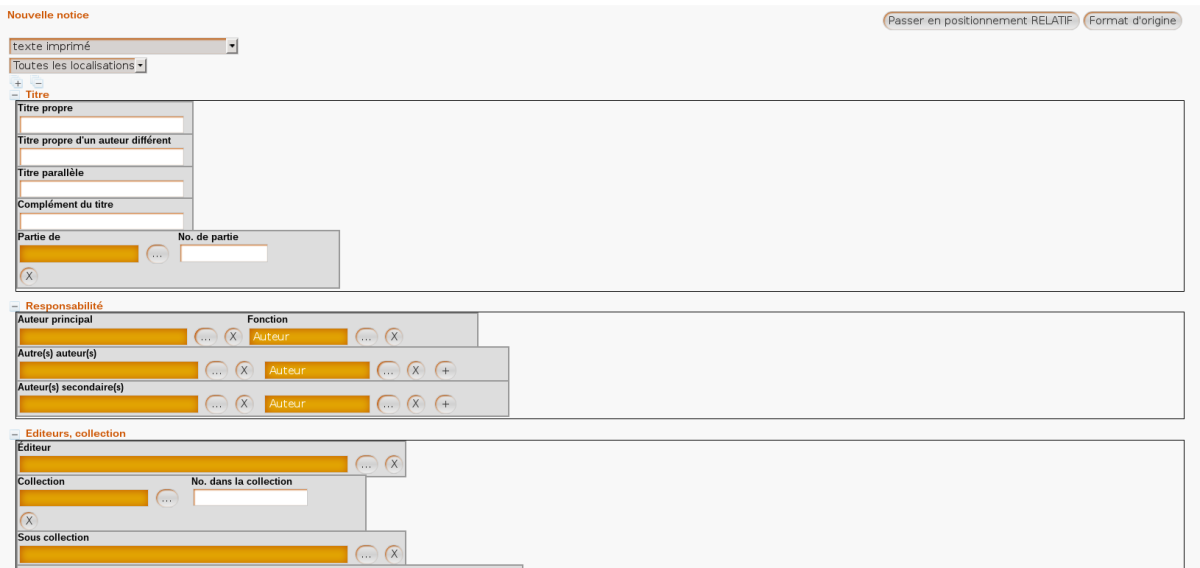 Nouvelle notice
Passer en positionnement RELATIF Format d'origine
texte imprimé
Toutes les localisations
+ −
− Titre
Titre propre
Titre propre d'un auteur différent
Titre parallèle
Complément du titre
Partie de No. de partie
...
X
− Responsabilité
Auteur principal Fonction
... X Auteur ... X
Autre(s) auteur(s)
... X Auteur ... X +
Auteur(s) secondaire(s)
... X Auteur ... X +
− Editeurs, collection
Éditeur
... X
Collection No. dans la collection
...
X
Sous collection
... X